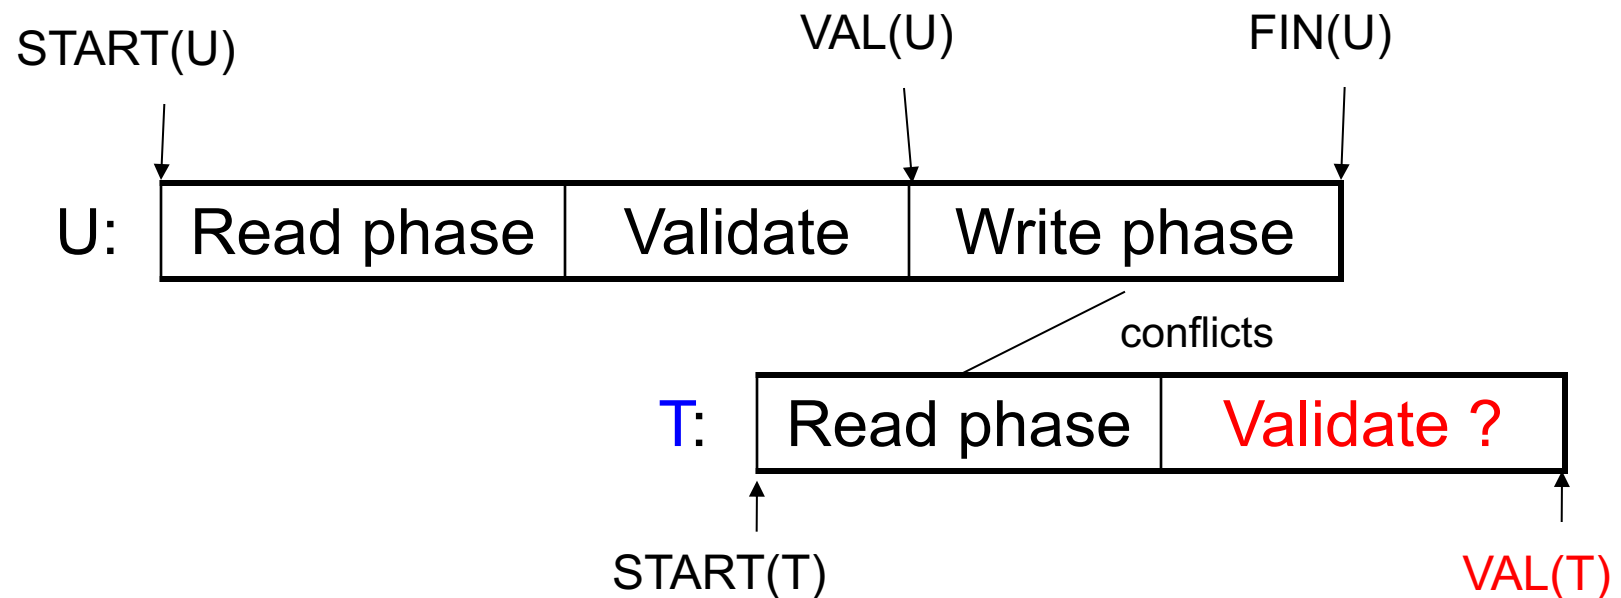 START(U)
VAL(U)
FIN(U)
U: Read phase Validate Write phase
conflicts
T: Read phase Validate ?
START(T)
VAL(T)